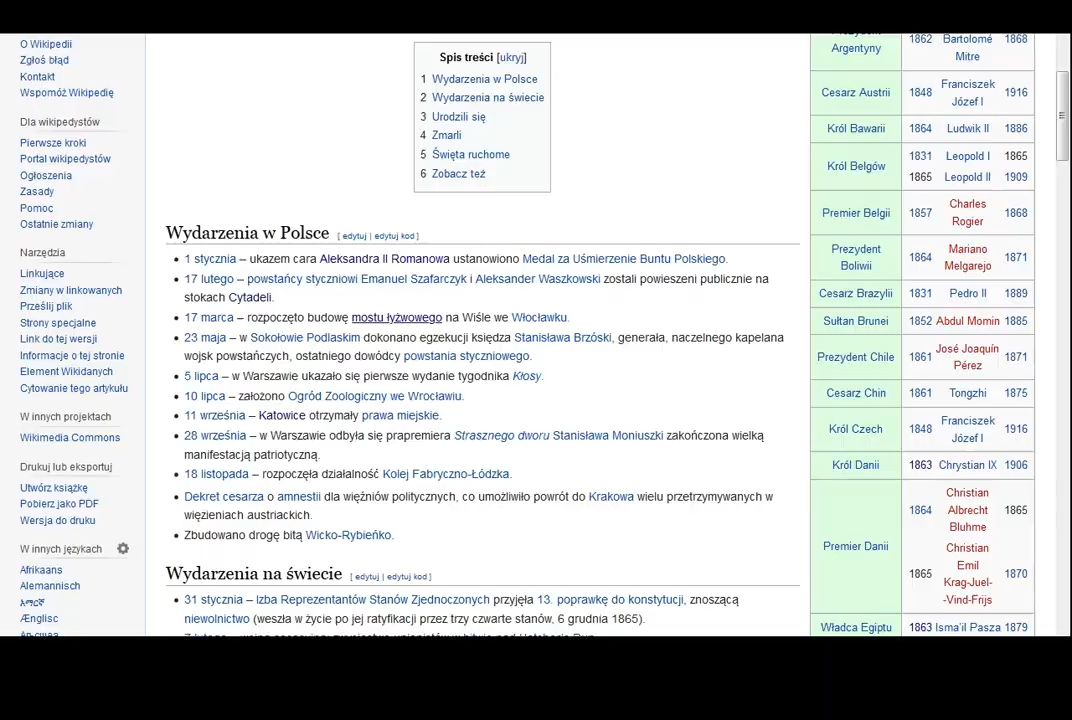 O Wikipedii
Zgłoś błąd
Kontakt
Wspomóż Wikipedię
Dla wikipedystów
Pierwsze kroki
Portal wikipedystów
Ogłoszenia
Zasady
Pomoc
Ostatnie zmiany
Narzędzia
Linkujące
Zmiany w linkowanych
Prześlij plik
Strony specjalne
Link do tej wersji
Informacje o tej stronie
Element Wikidanych
Cytowanie tego artykułu
W innych projektach
Wikimedia Commons
Drukuj lub eksportuj
Utwórz książkę
Pobierz jako PDF
Wersja do druku
W innych językach
Afrikaans
Alemannisch
አማርኛ
Ænglisc
Spis treści [ukryj]
1 Wydarzenia w Polsce
2 Wydarzenia na świecie
3 Urodzili się
4 Zmarli
5 Święta ruchome
6 Zobacz też
Wydarzenia w Polsce [ edytuj | edytuj kod ]
1 stycznia – ukazem cara Aleksandra II Romanowa ustanowiono Medal za Uśmierzenie Buntu Polskiego.
17 lutego – powstańcy styczniowi Emanuel Szafarczyk i Aleksander Waszkowski zostali powieszeni publicznie na
stokach Cytadeli.
17 marca – rozpoczęto budowę mostu łyżwowego na Wiśle we Włocławku.
23 maja – w Sokołowie Podlaskim dokonano egzekucji księdza Stanisława Brzóski, generała, naczelnego kapelana
wojsk powstańczych, ostatniego dowódcy powstania styczniowego.
5 lipca – w Warszawie ukazało się pierwsze wydanie tygodnika Kłosy.
10 lipca – założono Ogród Zoologiczny we Wrocławiu.
11 września – Katowice otrzymały prawa miejskie.
28 września – w Warszawie odbyła się prapremiera Strasznego dworu Stanisława Moniuszki zakończona wielką
manifestacją patriotyczną.
18 listopada – rozpoczęła działalność Kolej Fabryczno-Łódzka.
Dekret cesarza o amnestii dla więźniów politycznych, co umożliwiło powrót do Krakowa wielu przetrzymywanych w
więzieniach austriackich.
Zbudowano drogę bitą Wicko-Rybieńko.
Wydarzenia na świecie [ edytuj | edytuj kod ]
31 stycznia – Izba Reprezentantów Stanów Zjednoczonych przyjęła 13. poprawkę do konstytucji, znoszącą
niewolnictwo (weszła w życie po jej ratyfikacji przez trzy czwarte stanów, 6 grudnia 1865).
Argentyny 1862 Bartolomé 1868
Mitre
Cesarz Austrii 1848 Franciszek 1916
Józef I
Król Bawarii 1864 Ludwik II 1886
Król Belgów 1831 Leopold I 1865
1865 Leopold II 1909
Premier Belgii 1857 Charles 1868
Rogier
Prezydent Boliwii 1864 Mariano 1871
Melgarejo
Cesarz Brazylii 1831 Pedro II 1889
Sułtan Brunei 1852 Abdul Momin 1885
Prezydent Chile 1861 José Joaquín 1871
Pérez
Cesarz Chin 1861 Tongzhi 1875
Król Czech 1848 Franciszek 1916
Józef I
Król Danii 1863 Chrystian IX 1906
Premier Danii
1864 Christian 1865
Albrecht
Bluhme
1865 Christian 1870
Emil
Krag-Juel-
-Vind-Frijs
Władca Egiptu 1863 Isma'il Pasza 1879